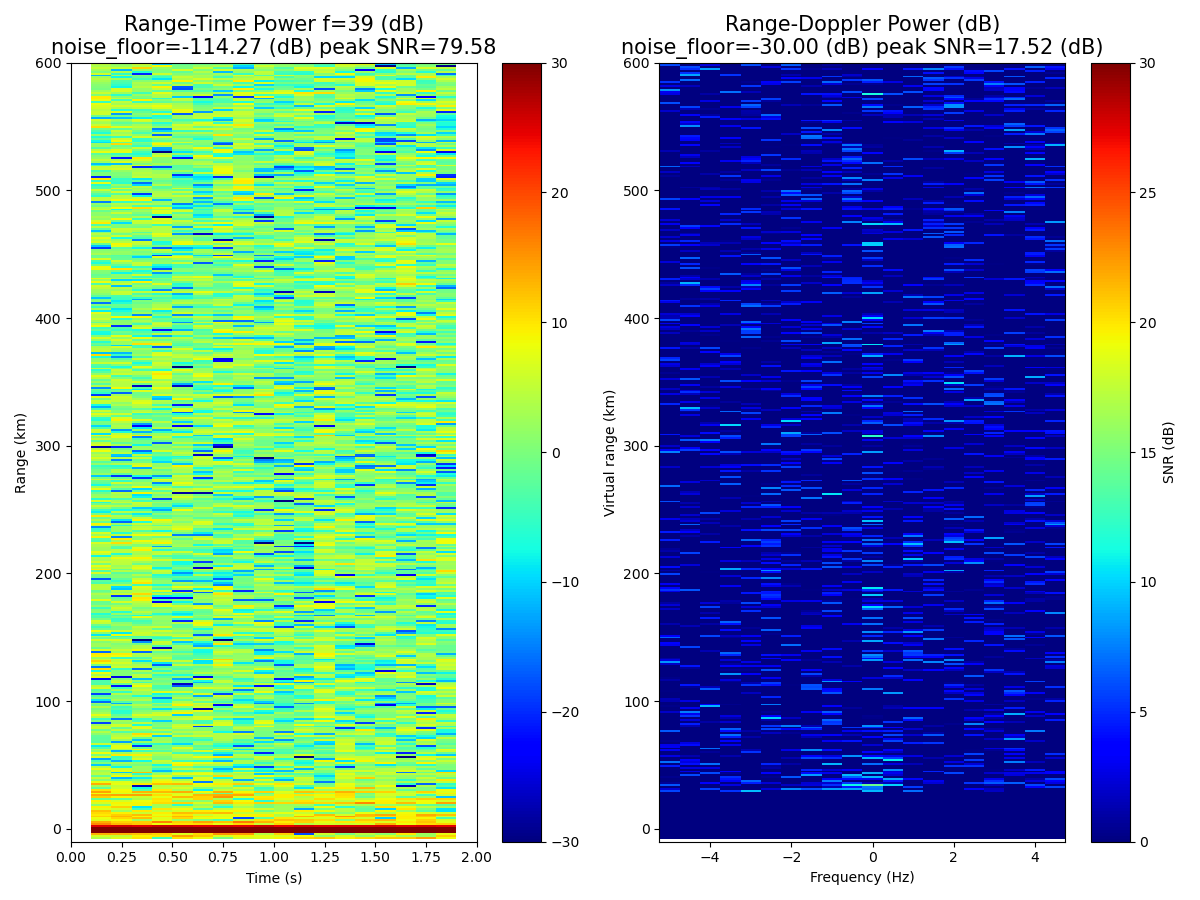 Range-Time Power f=39 (dB)
noise_floor=-114.27 (dB) peak SNR=79.58
Range-Doppler Power (dB)
noise_floor=-30.00 (dB) peak SNR=17.52 (dB)
600
500
400
300
200
100
0
Range (km)
0.00 0.25 0.50 0.75 1.00 1.25 1.50 1.75 2.00
Time (s)
30
20
10
0
−10
−20
−30
600
500
400
300
200
100
0
Virtual range (km)
−4 −2 0 2 4
Frequency (Hz)
30
25
20
15
10
5
0
SNR (dB)